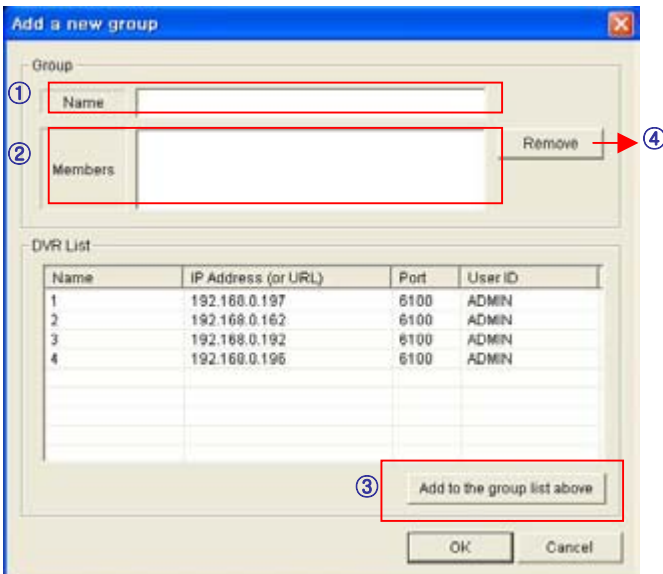 Add a new group
Group
① Name
② Members
Remove ④
DVR List
Name IP Address (or URL) Port User ID
1 192.168.0.197 6100 ADMIN
2 192.168.0.162 6100 ADMIN
3 192.168.0.192 6100 ADMIN
4 192.168.0.196 6100 ADMIN
③ Add to the group list above
OK Cancel